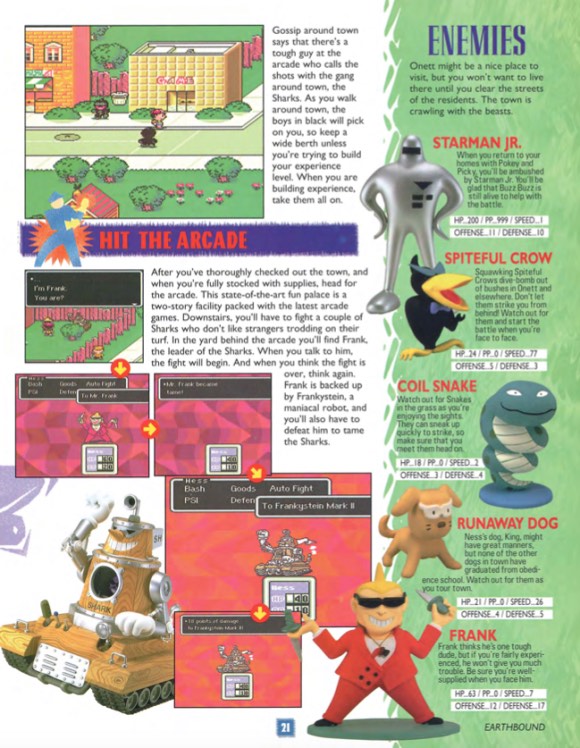 Gossip around town
says that there's a
tough guy at the
arcade who calls the
shots with the gang
around town, the
Sharks. As you walk
around town, the
boys in black will pick
on you, so keep a
wide berth unless
you're trying to build
your experience
level. When you are
building experience,
take them all on.
HIT THE ARCADE
I'm Frank.
You are?
After you've thoroughly checked out the town, and
when you're fully stocked with supplies, head for
the arcade. This state-of-the-art fun palace is a
two-story facility packed with the latest arcade
games. Downstairs, you'll have to fight a couple of
Sharks who don't like strangers trodding on their
turf. In the yard behind the arcade you'll find Frank,
the leader of the Sharks. When you talk to him,
the fight will begin. And when you think the fight is
over, think again.
Frank is backed up
by Frankystein, a
maniacal robot, and
you'll also have to
defeat him to tame
the Sharks.
Bash Goods Auto Fight
PSI
To Mr. Frank
•Mr. Frank became
tame!
Ness
Bash Goods Auto Fight
PSI Defen
To Frankystein Mark II
Ness
to Frankystein Mark II
SHARK
ENEMIES
Onett might be a nice place to
visit, but you won't want to live
there until you clear the streets
of the residents. The town is
crawling with the beasts.
STARMAN JR.
When you return to your
homes with Pokey and
Picky, you'll be ambushed
by Starman Jr. You'll be
glad that Buzz Buzz is
still alive to help with
the battle.
HP...200 / PP...999 / SPEED...1
OFFENSE...11 / DEFENSE...10
SPITEFUL CROW
Squawking Spiteful
Crows dive-bomb out
of bushes in Onett and
elsewhere. Don't let
them strike you from
behind! Watch out for
them and start the
battle when you're
face to face.
HP...24 / PP...0 / SPEED...77
OFFENSE...5 / DEFENSE...3
COIL SNAKE
Watch out for Snakes
in the grass as you're
enjoying the sights.
They can sneak up
quickly to strike, so
make sure that you
meet them head on.
HP...18 / PP...0 / SPEED...2
OFFENSE...3 / DEFENSE...4
RUNAWAY DOG
Ness's dog, King, might
have great manners,
but none of the other
dogs in town have
graduated from obedi-
ence school. Watch out for them as
you tour town.
HP...21 / PP...0 / SPEED...26
OFFENSE...4 / DEFENSE...5
FRANK
Frank thinks he's one tough
dude, but if you're fairly experi-
enced, he won't give you much
trouble. Be sure you're well-
supplied when you face him.
HP...63 / PP...0 / SPEED...7
OFFENSE...12 / DEFENSE...17
21
EARTHBOUND